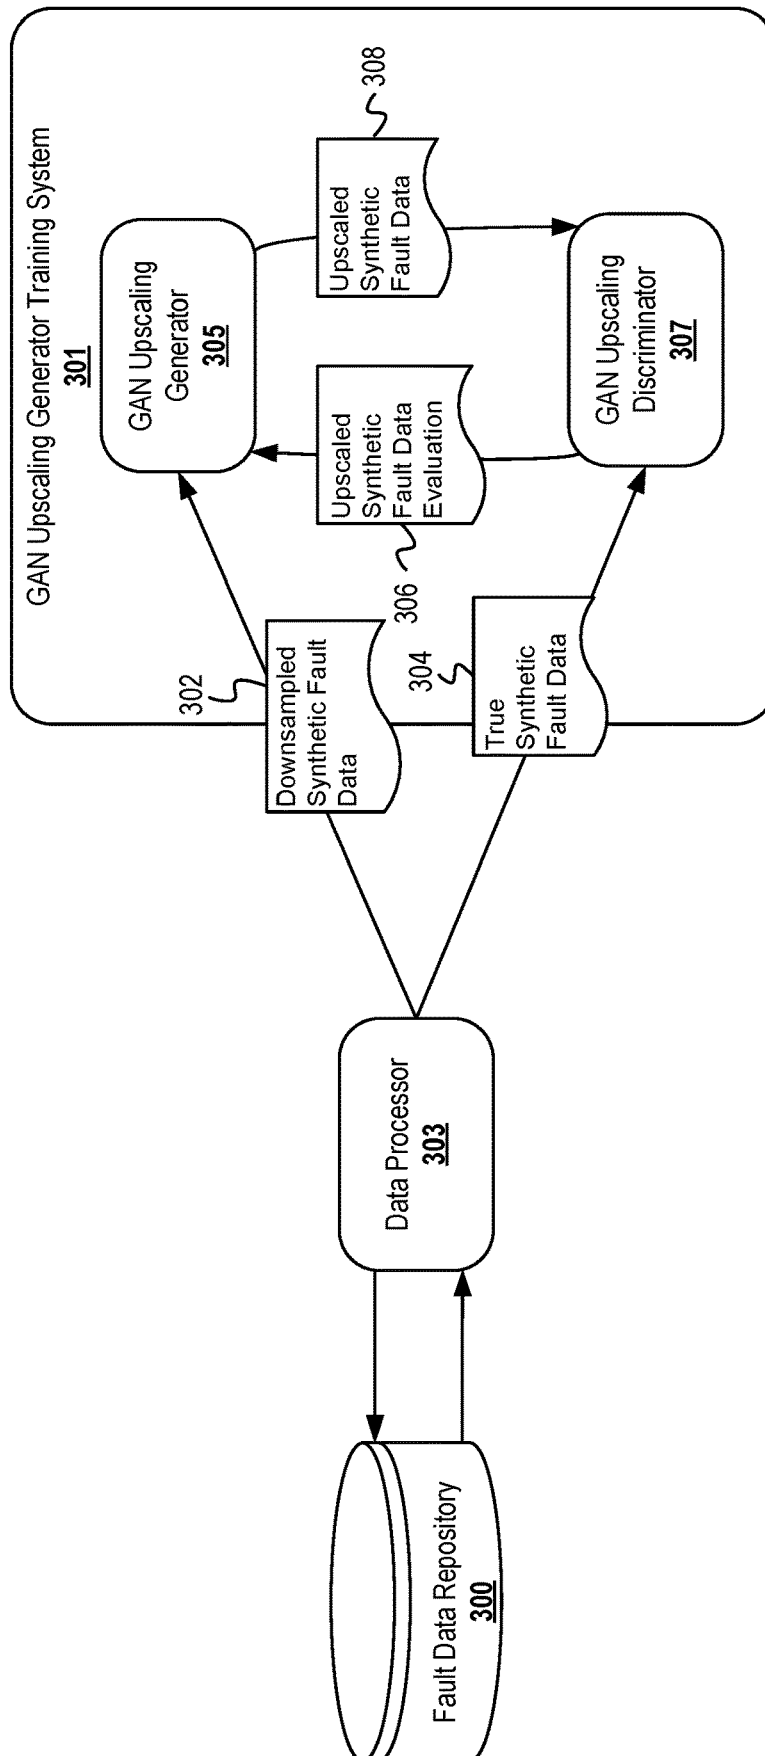 GAN Upscaling Generator Training System
301
GAN Upscaling
Generator
305
308
Upscaled
Synthetic
Fault Data
Upscaled
Synthetic
Fault Data
Evaluation
306
GAN Upscaling
Discriminator
307
302
Downsampled
Synthetic Fault
Data
304
True
Synthetic
Fault Data
Data Processor
303
Fault Data Repository
300